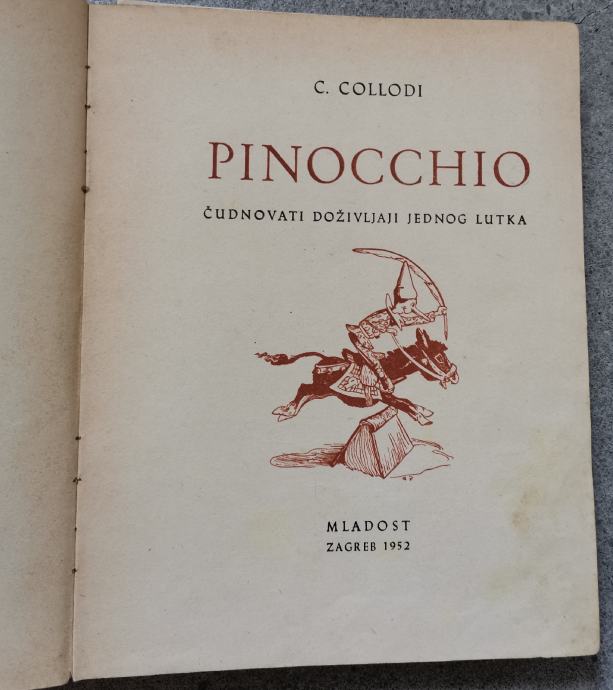 C. COLLODI
PINOCCHIO
ČUDNOVATI DOŽIVLJAJI JEDNOG LUTKA
MLADOST
ZAGREB 1952